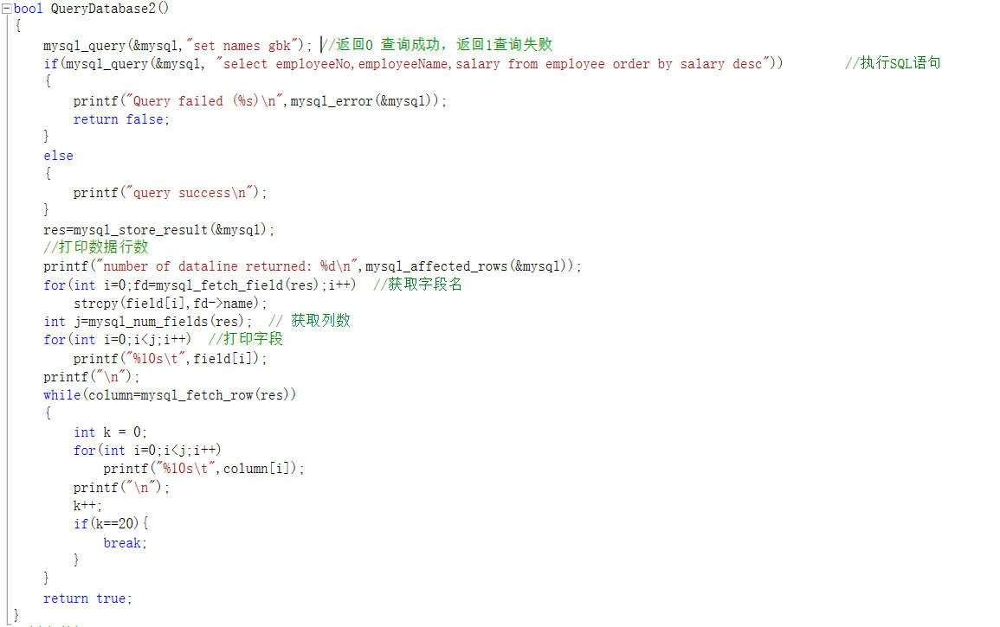 bool QueryDatabase2()
{
mysql_query(&mysql,"set names gbk"); //返回0 查询成功，返回1查询失败
if(mysql_query(&mysql, "select employeeNo,employeeName,salary from employee order by salary desc")) //执行SQL语句
{
printf("Query failed (%s)\n",mysql_error(&mysql));
return false;
}
else
{
printf("query success\n");
}
res=mysql_store_result(&mysql);
//打印数据行数
printf("number of dataline returned: %d\n",mysql_affected_rows(&mysql));
for(int i=0;fd=mysql_fetch_field(res);i++) //获取字段名
strcpy(field[i],fd->name);
int j=mysql_num_fields(res); // 获取列数
for(int i=0;i<j;i++) //打印字段
printf("%10s\t",field[i]);
printf("\n");
while(column=mysql_fetch_row(res))
{
int k = 0;
for(int i=0;i<j;i++)
printf("%10s\t",column[i]);
printf("\n");
k++;
if(k==20){
break;
}
}
return true;
}